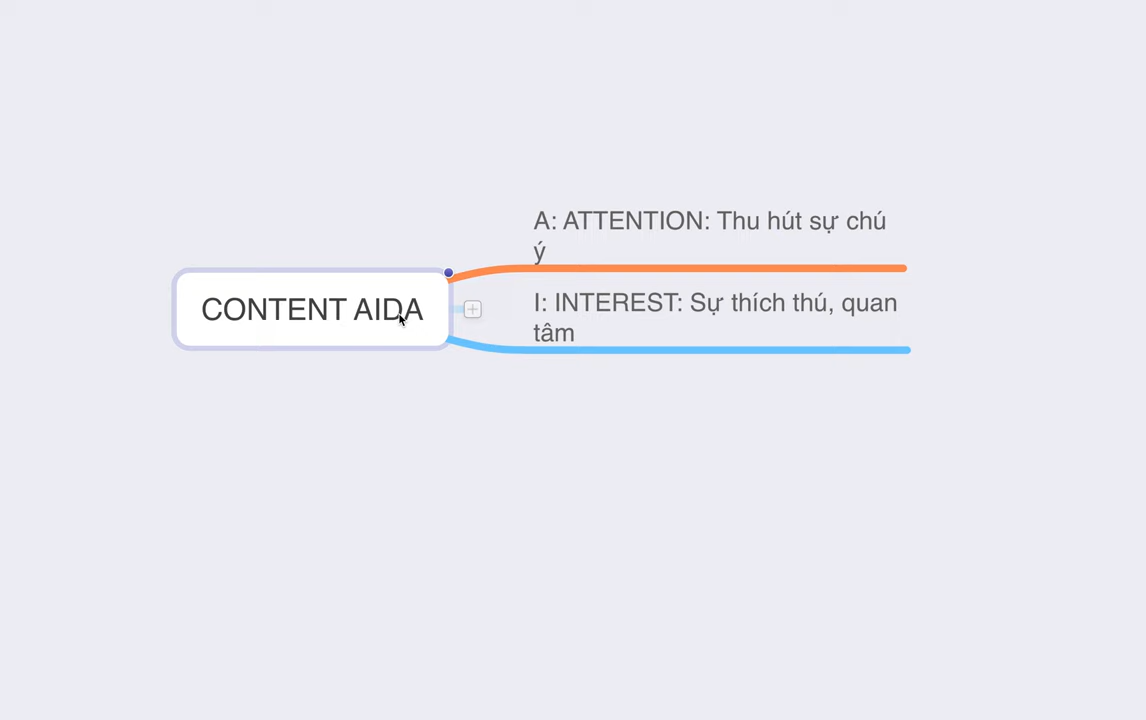 A: ATTENTION: Thu hút sự chú
ý
CONTENT AIDA
I: INTEREST: Sự thích thú, quan
tâm